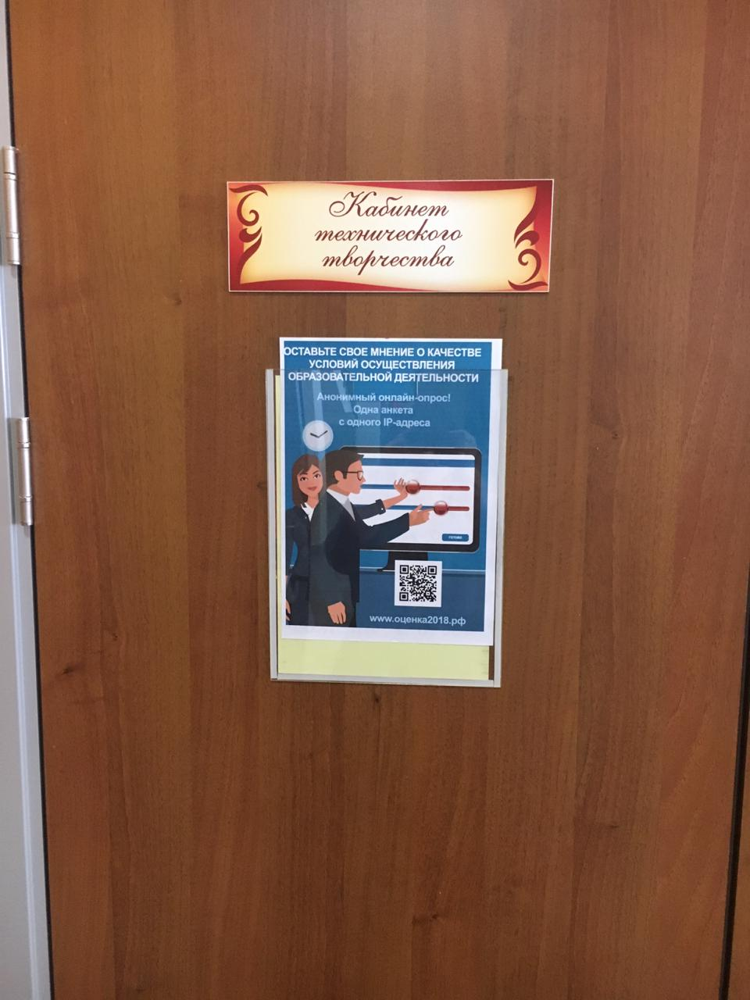 Кабинет
технического
творчества
ОСТАВЬТЕ СВОЕ МНЕНИЕ О КАЧЕСТВЕ
УСЛОВИЙ ОСУЩЕСТВЛЕНИЯ
ОБРАЗОВАТЕЛЬНОЙ ДЕЯТЕЛЬНОСТИ
Анонимный онлайн-опрос!
Одна анкета
с одного IP-адреса
ГОТОВО
www.оценка2018.рф